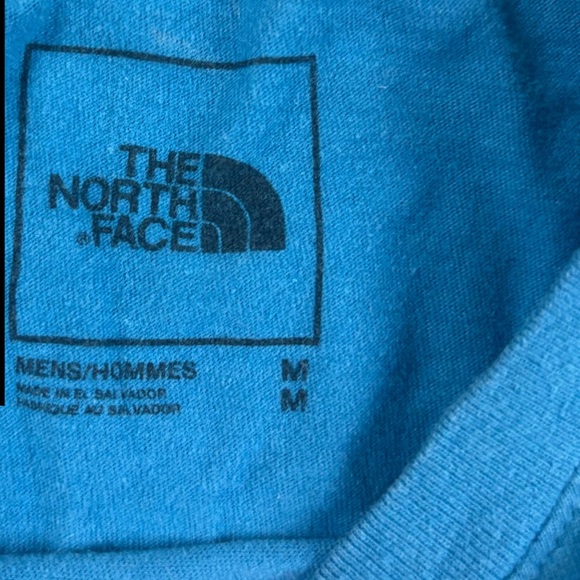 THE
NORTH
®FACE
MENS/HOMMES M
MADE IN EL SALVADOR M
FABRIQUE AU SALVADOR